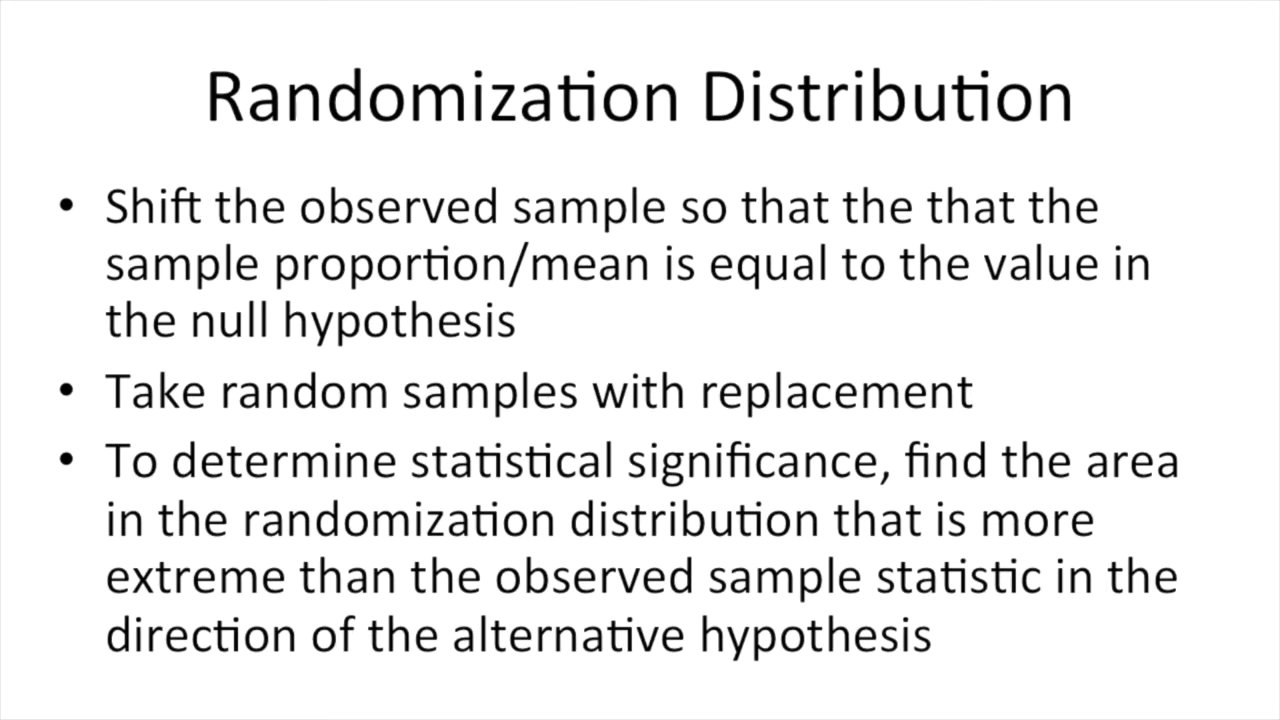 Randomization Distribution
• Shift the observed sample so that the that the
sample proportion/mean is equal to the value in
the null hypothesis
• Take random samples with replacement
• To determine statistical significance, find the area
in the randomization distribution that is more
extreme than the observed sample statistic in the
direction of the alternative hypothesis